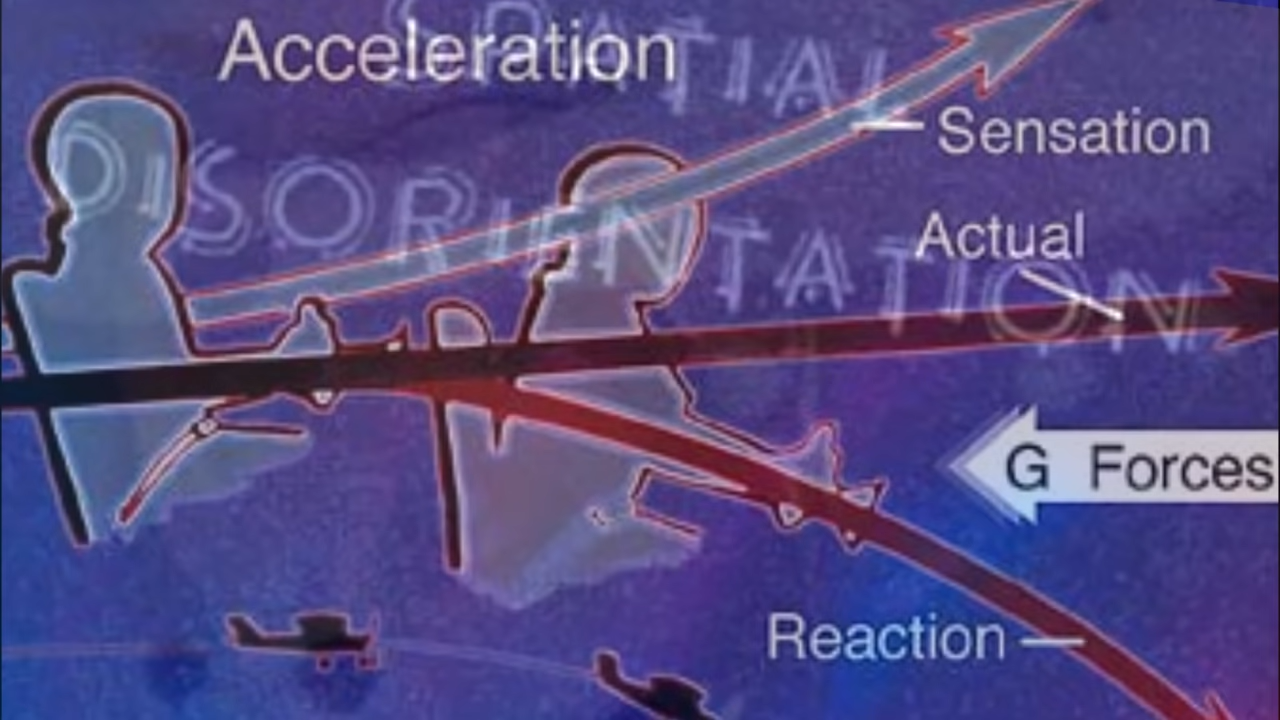 SPATIAL
Acceleration
Sensation
DISORIENTATION
Actual
G Forces
Reaction